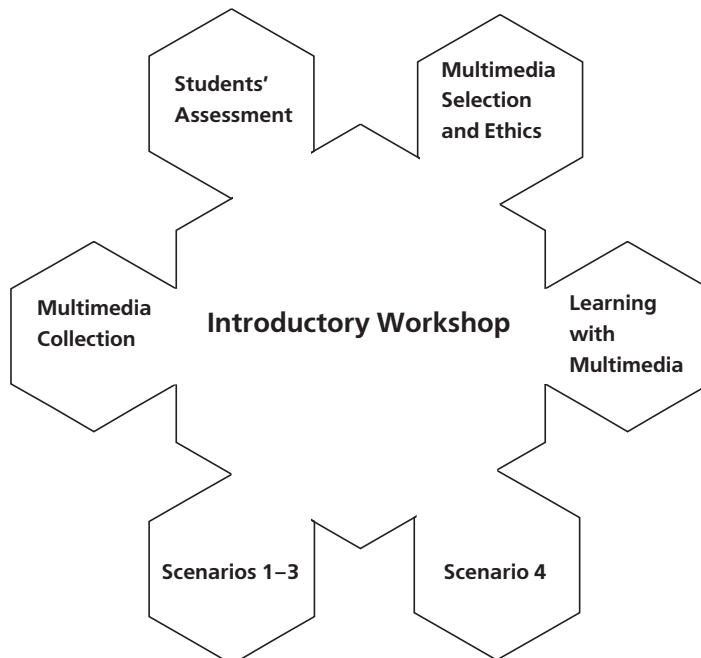 Students’
Assessment
Multimedia
Selection
and Ethics
Multimedia
Collection
Introductory Workshop
Learning
with
Multimedia
Scenarios 1–3
Scenario 4